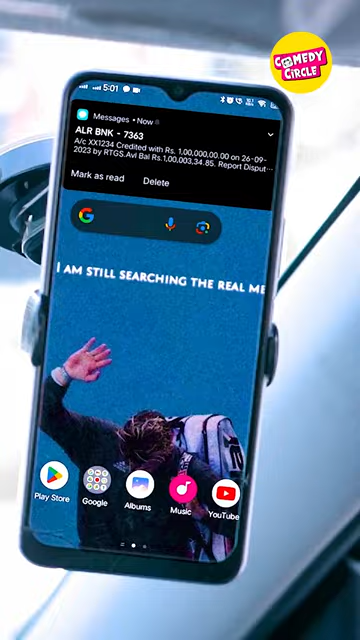 COMEDY
CIRCLE
5:01
Messages • Now
ALR BNK - 7363
A/c XX1234 Credited with Rs. 1,00,000,00.00 on 26-09-
2023 by RTGS.Avl Bal Rs.1,00,003,34.85. Report Disput...
Mark as read Delete
I AM STILL SEARCHING THE REAL ME
Play Store Google Albums Music YouTube